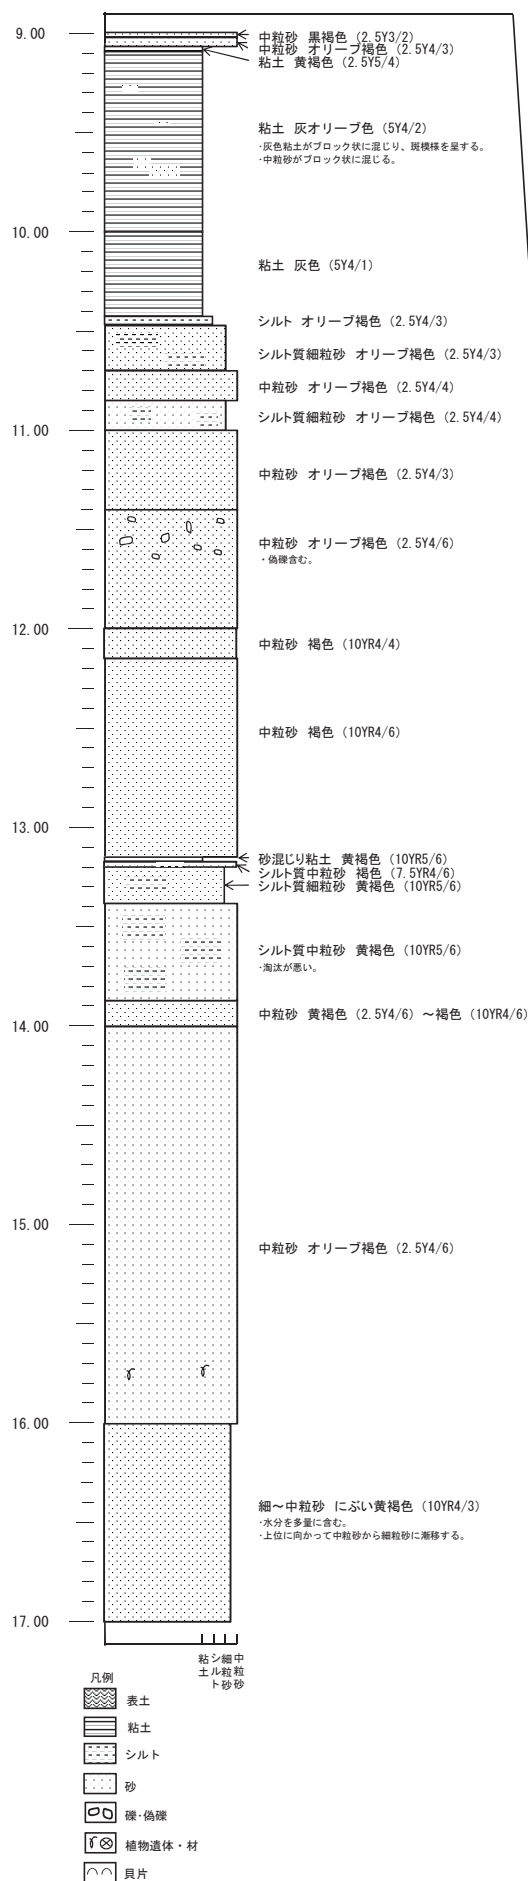 9.00
中粒砂 黒褐色（2.5Y3/2）
中粒砂 オリーブ褐色（2.5Y4/3）
粘土 黄褐色（2.5Y5/4）
粘土 灰オリーブ色（5Y4/2）
・灰色粘土がブロック状に混じり、斑模様を呈する。
・中粒砂がブロック状に混じる。
10.00
粘土 灰色（5Y4/1）
シルト オリーブ褐色（2.5Y4/3）
シルト質細粒砂 オリーブ褐色（2.5Y4/3）
中粒砂 オリーブ褐色（2.5Y4/4）
シルト質細粒砂 オリーブ褐色（2.5Y4/4）
11.00
中粒砂 オリーブ褐色（2.5Y4/3）
中粒砂 オリーブ褐色（2.5Y4/6）
・偽礫含む。
12.00
中粒砂 褐色（10YR4/4）
中粒砂 褐色（10YR4/6）
13.00
砂混じり粘土 黄褐色（10YR5/6）
シルト質中粒砂 褐色（7.5YR4/6）
シルト質細粒砂 黄褐色（10YR5/6）
シルト質中粒砂 黄褐色（10YR5/6）
・淘汰が悪い。
中粒砂 黄褐色（2.5Y4/6）～褐色（10YR4/6）
14.00
15.00
中粒砂 オリーブ褐色（2.5Y4/6）
16.00
細～中粒砂 にぶい黄褐色（10YR4/3）
・水分を多量に含む。
・上位に向かって中粒砂から細粒砂に漸移する。
17.00
粘土
シルト
細粒砂
中粒砂
凡例
表土
粘土
シルト
砂
礫・偽礫
植物遺体・材
貝片